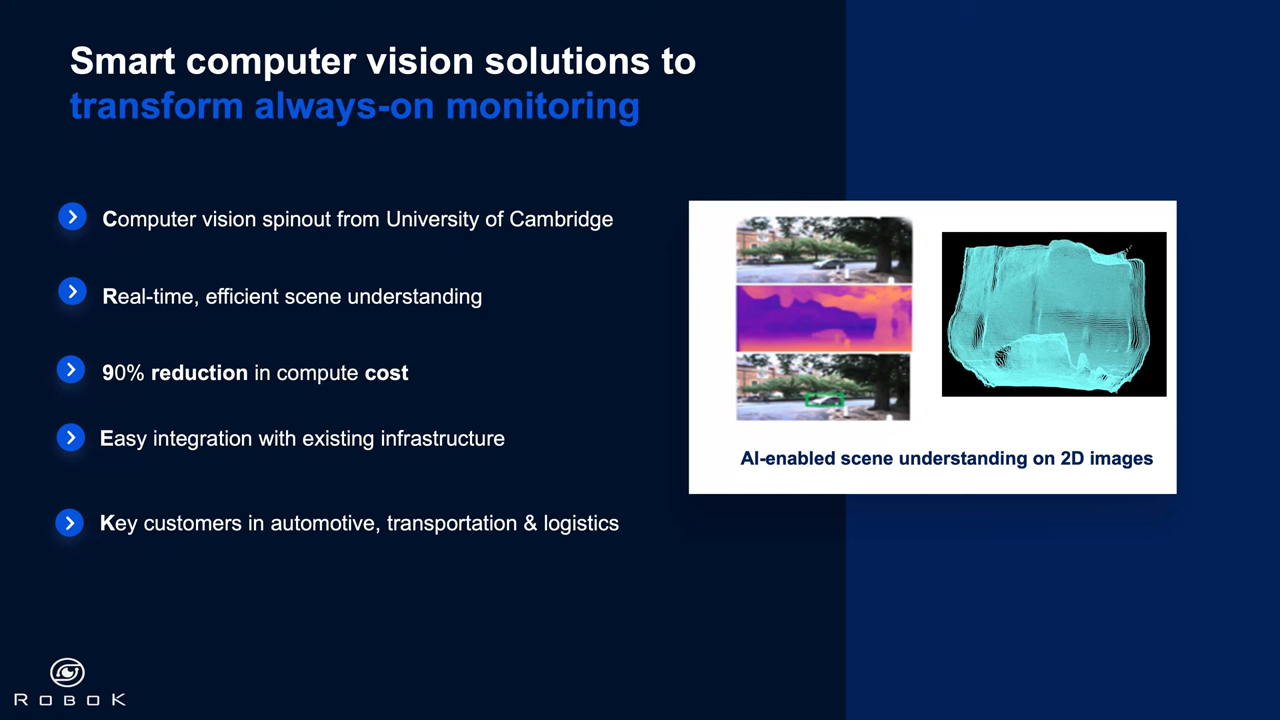 Smart computer vision solutions to
transform always-on monitoring
Computer vision spinout from University of Cambridge
Real-time, efficient scene understanding
90% reduction in compute cost
Easy integration with existing infrastructure
Key customers in automotive, transportation & logistics
AI-enabled scene understanding on 2D images
ROBOK